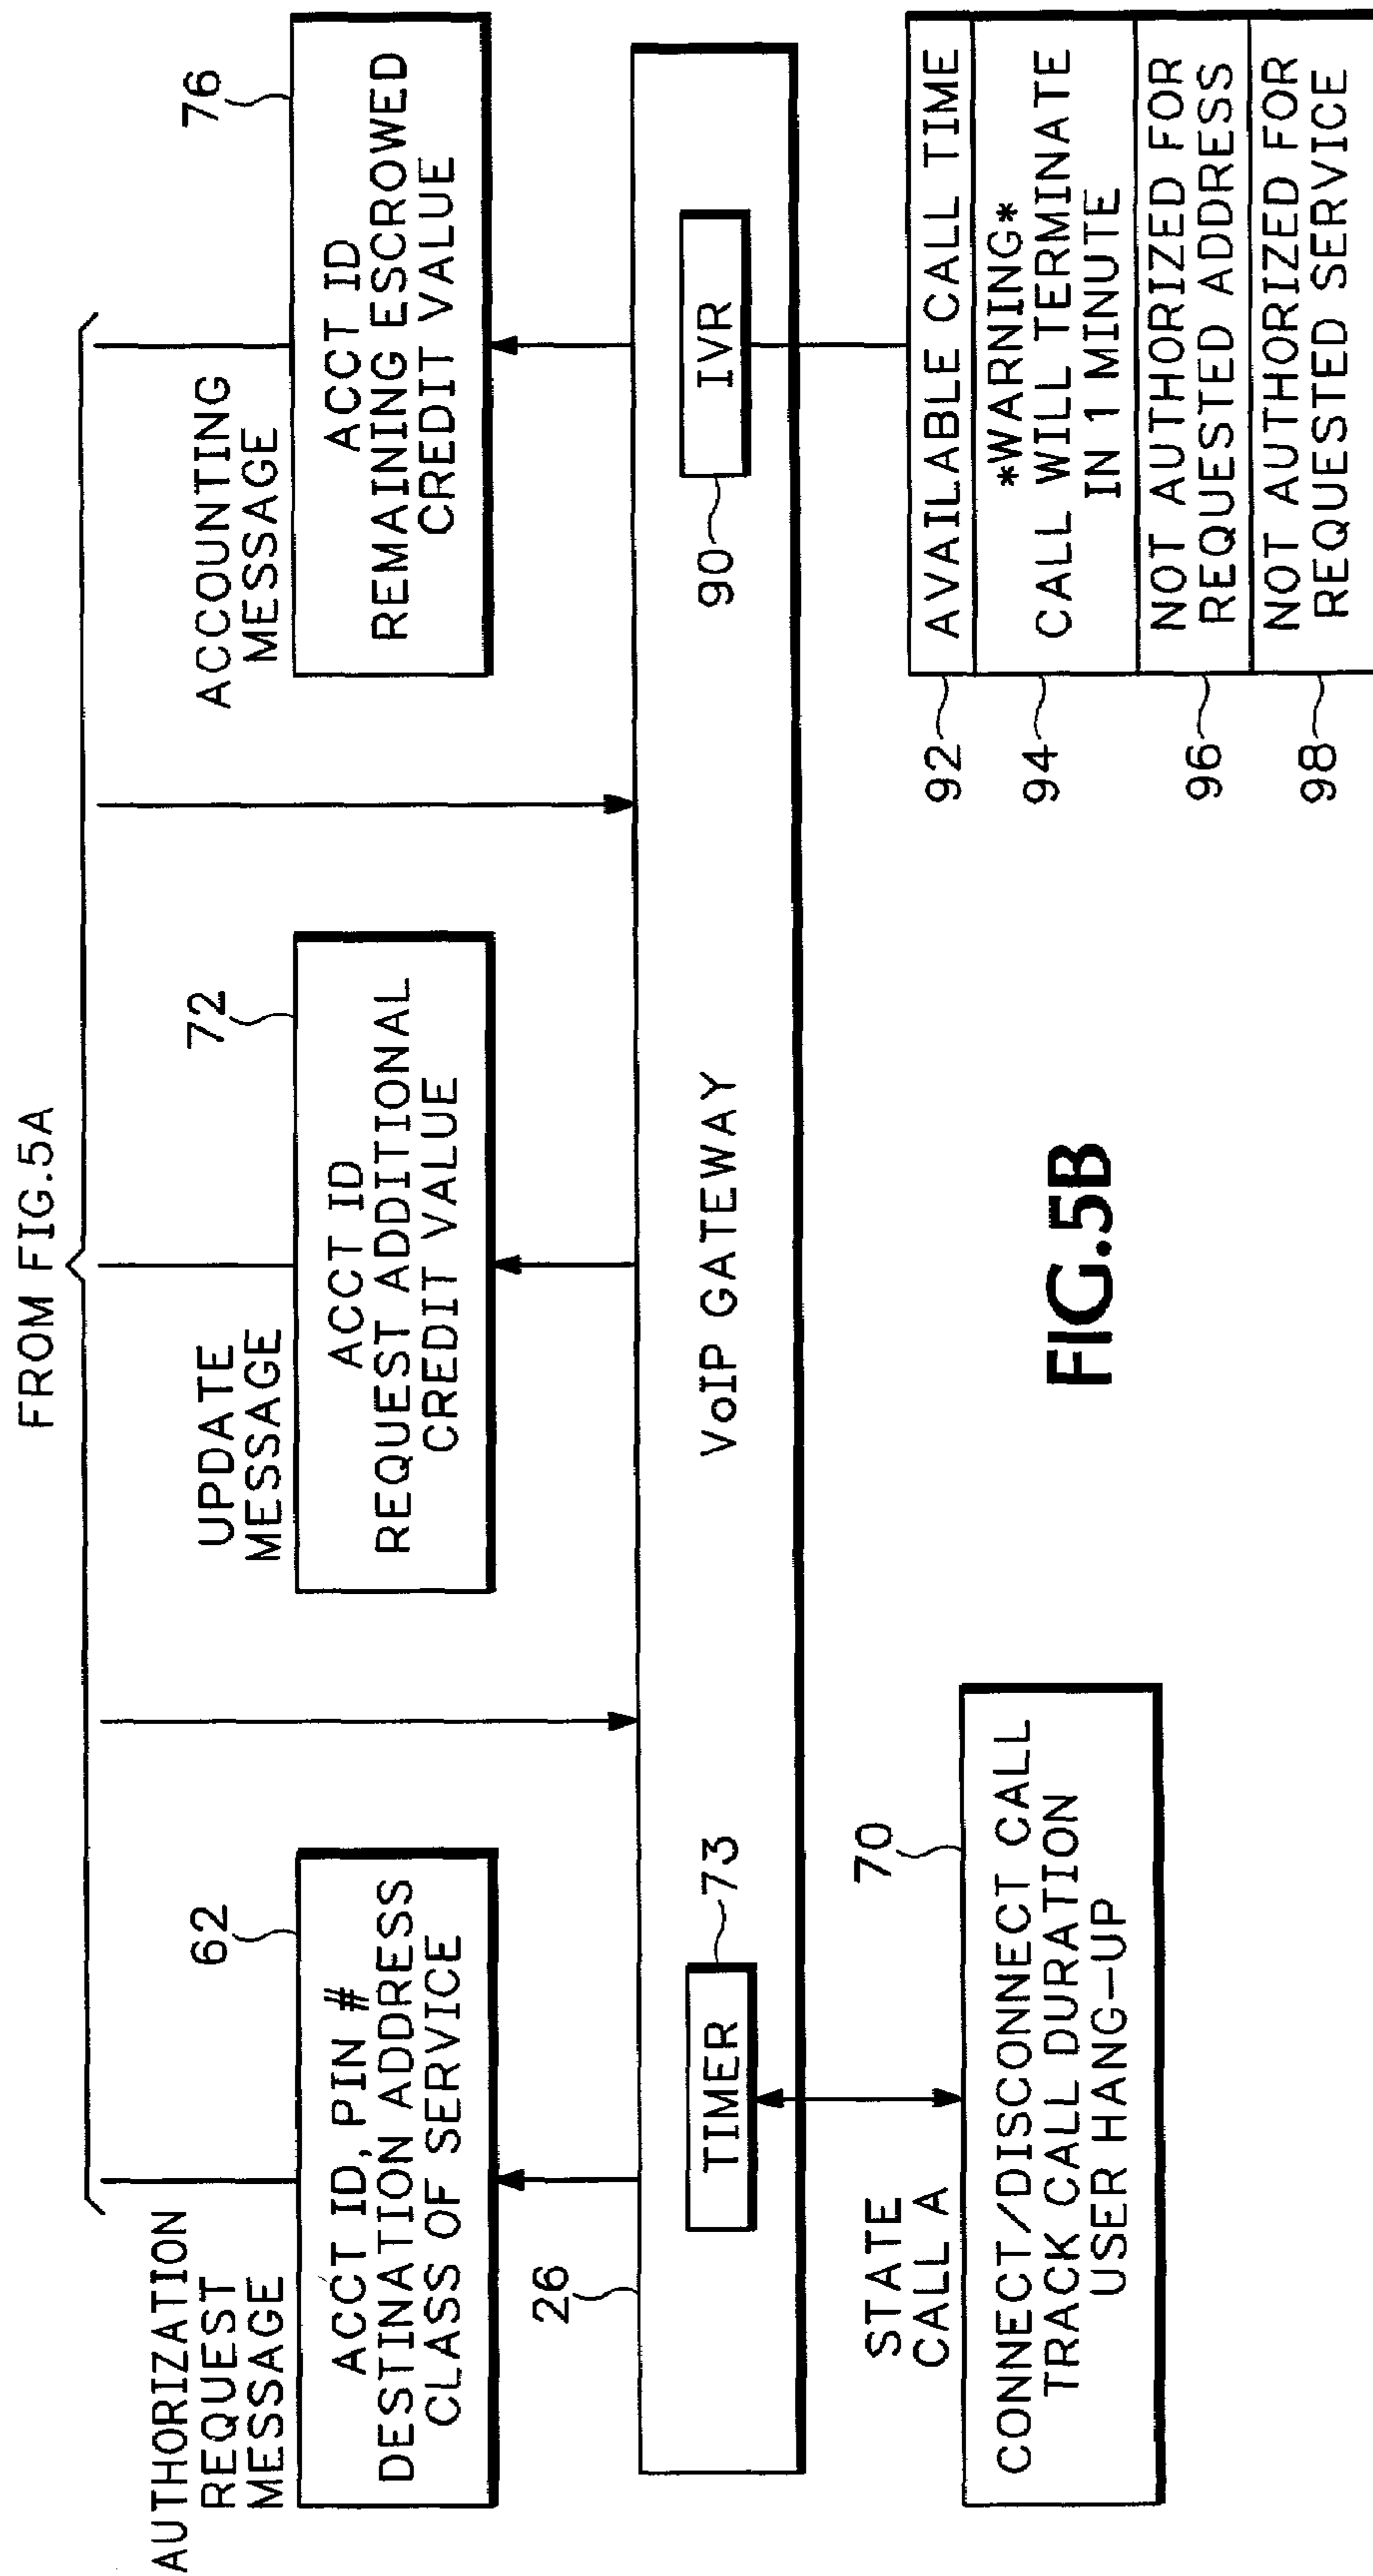 FROM FIG.5A
AUTHORIZATION
REQUEST
MESSAGE
62
ACCT ID, PIN #
DESTINATION ADDRESS
CLASS OF SERVICE
UPDATE
MESSAGE
72
ACCT ID
REQUEST ADDITIONAL
CREDIT VALUE
ACCOUNTING
MESSAGE
76
ACCT ID
REMAINING ESCROWED
CREDIT VALUE
26
TIMER
73
VoIP GATEWAY
90
IVR
STATE
CALL A
70
CONNECT/DISCONNECT CALL
TRACK CALL DURATION
USER HANG-UP
92
AVAILABLE CALL TIME
94
*WARNING*
CALL WILL TERMINATE
IN 1 MINUTE
96
NOT AUTHORIZED FOR
REQUESTED ADDRESS
98
NOT AUTHORIZED FOR
REQUESTED SERVICE
FIG.5B